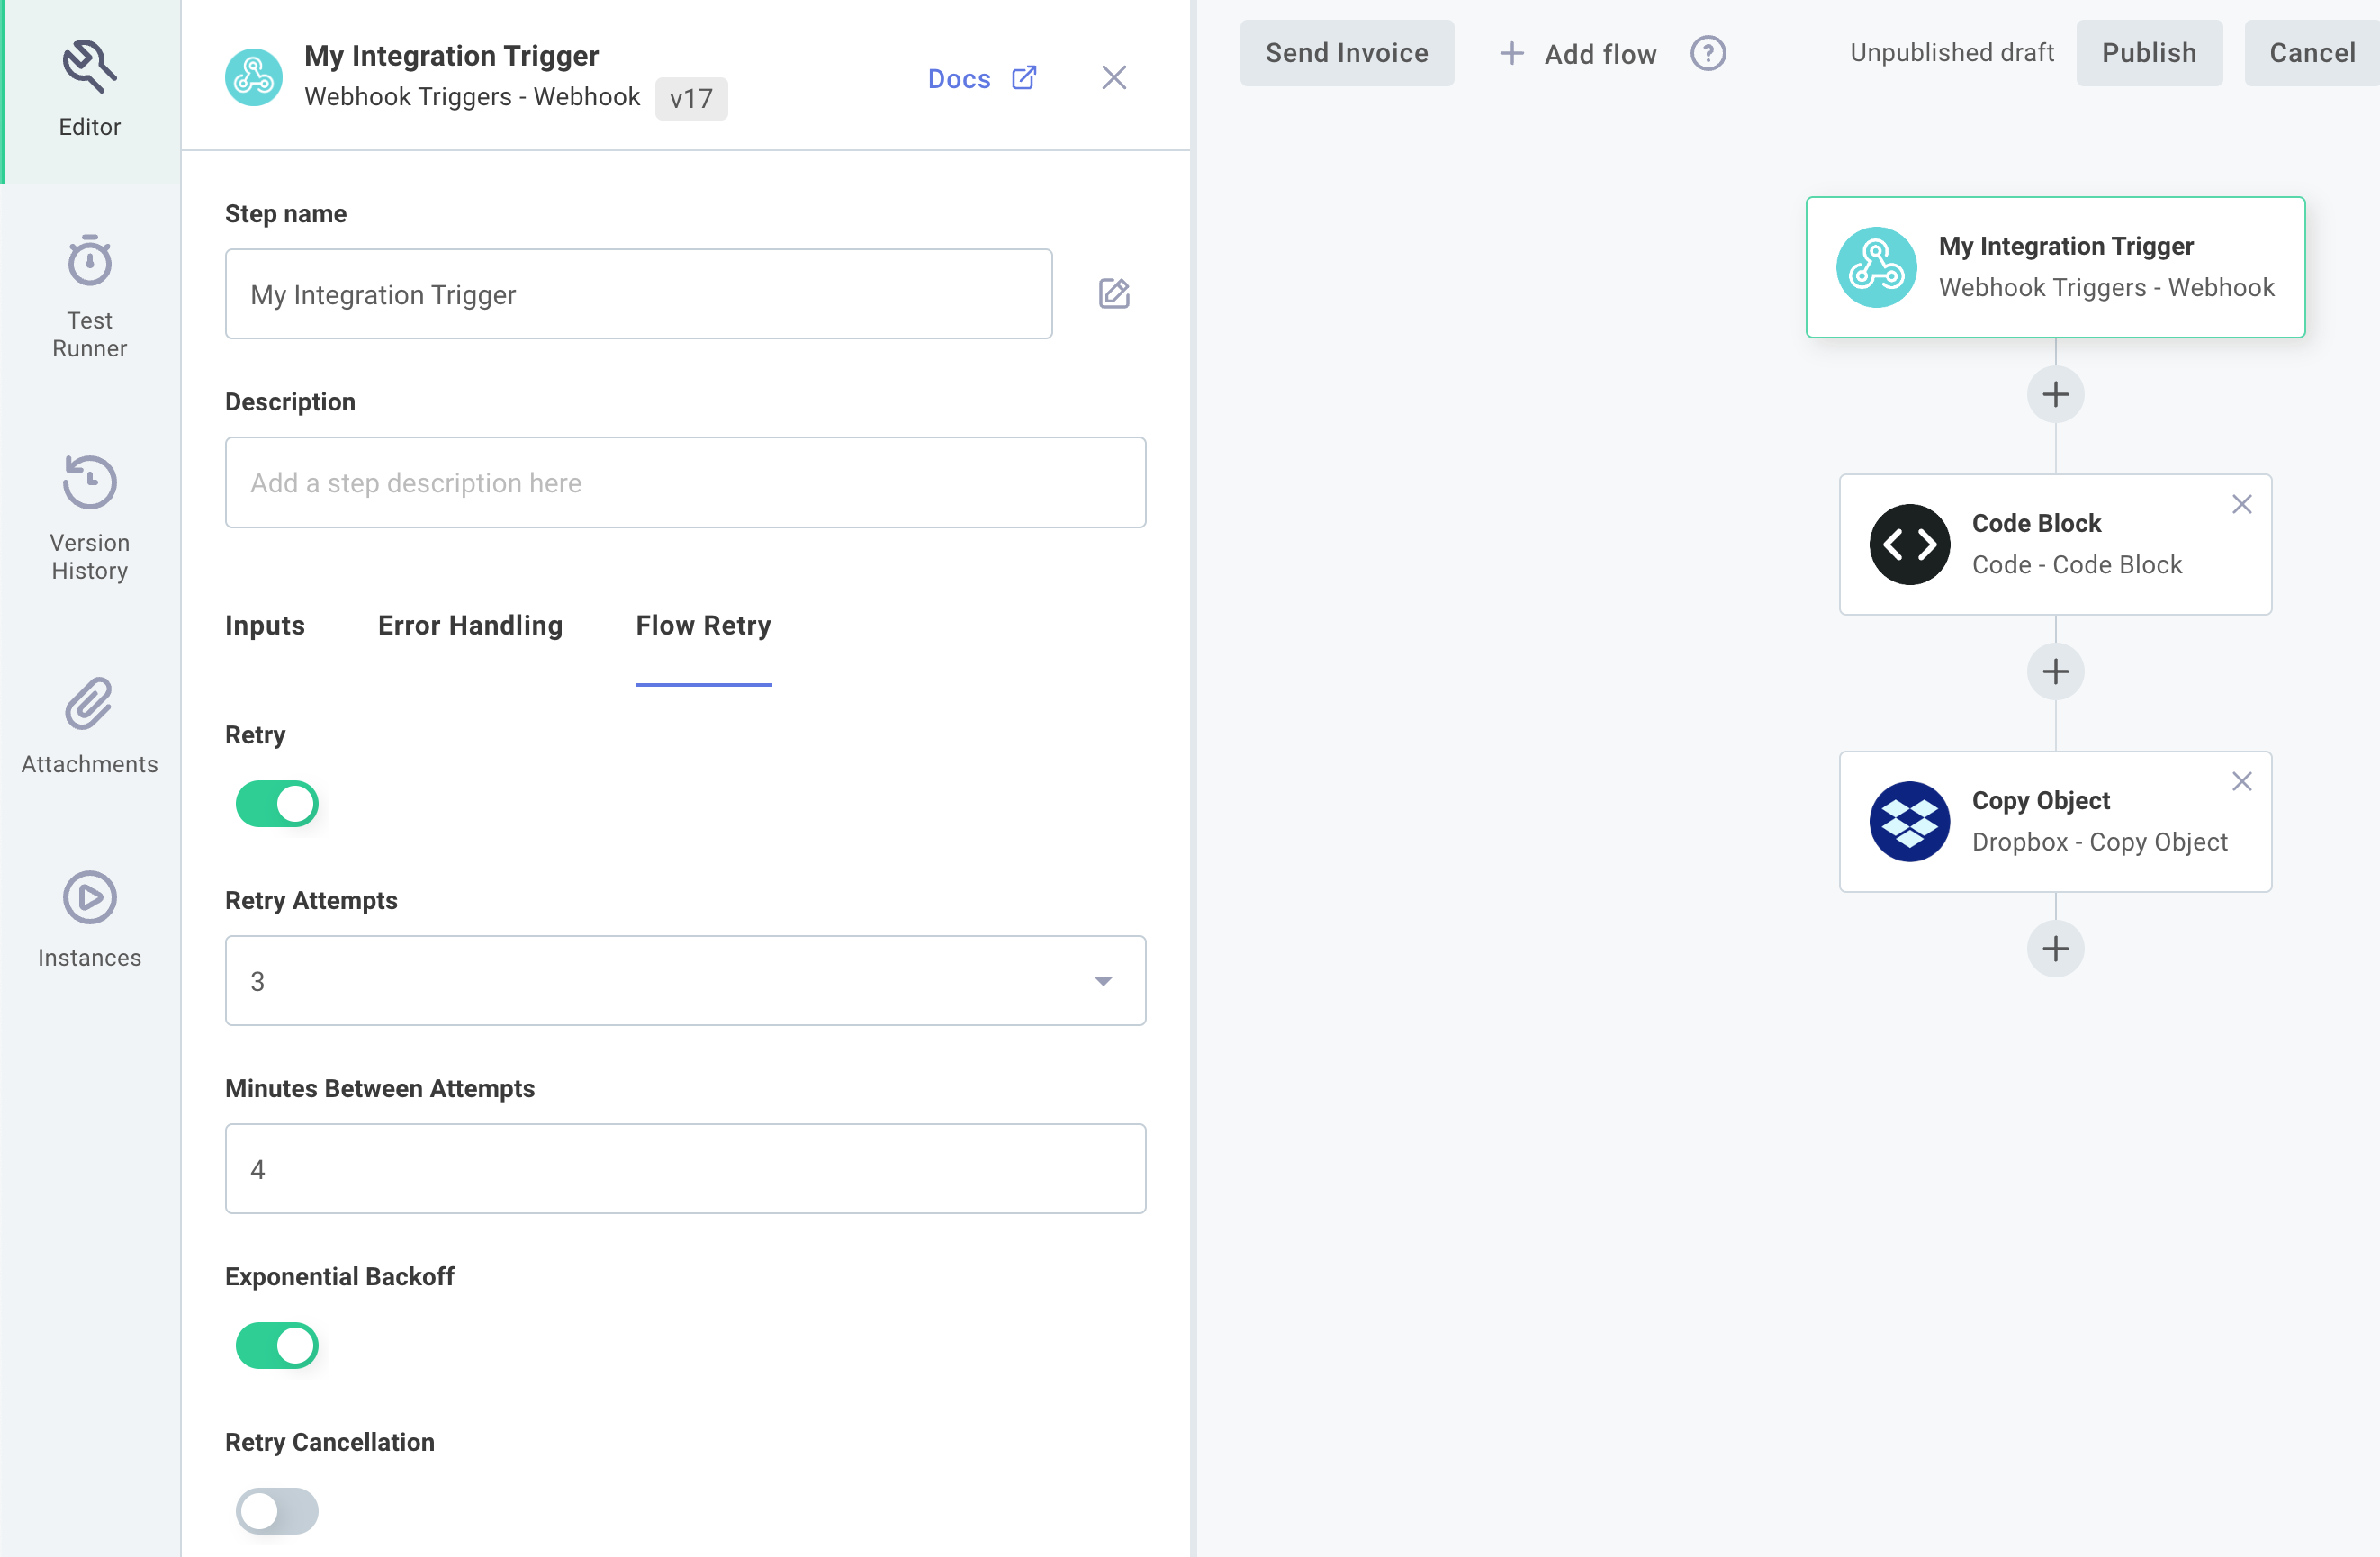 Editor
Test
Runner
Version
History
Attachments
Instances
My Integration Trigger
Webhook Triggers - Webhook v17
Docs
Step name
My Integration Trigger
Description
Add a step description here
Inputs Error Handling Flow Retry
Retry
Retry Attempts
3
Minutes Between Attempts
4
Exponential Backoff
Retry Cancellation
Send Invoice + Add flow ? Unpublished draft Publish Cancel
My Integration Trigger
Webhook Triggers - Webhook
Code Block
Code - Code Block
Copy Object
Dropbox - Copy Object